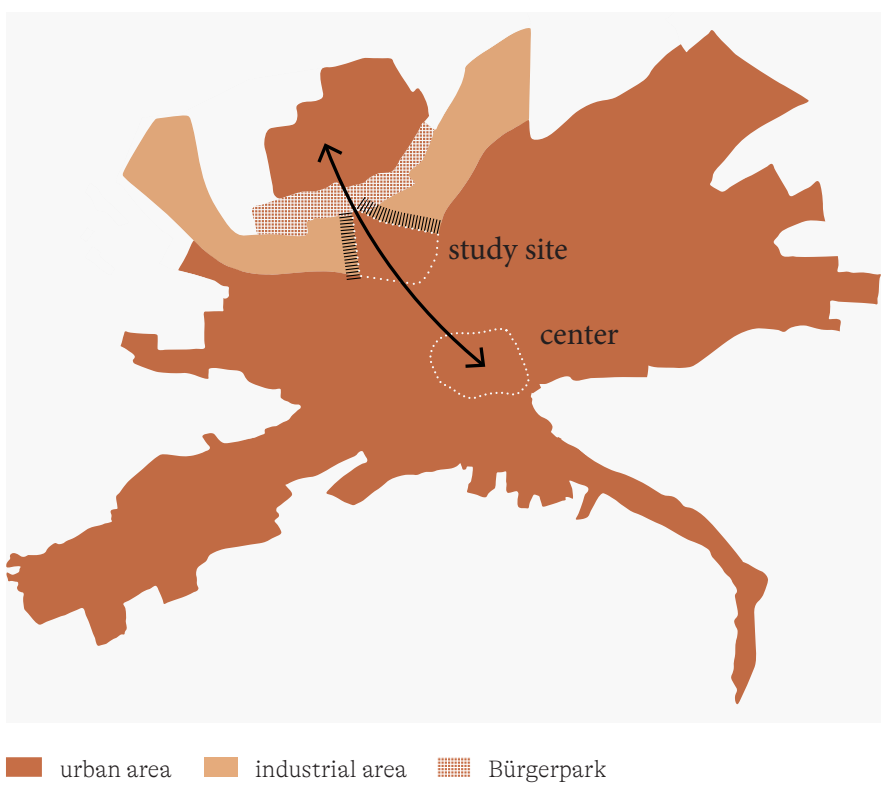 study site
center
urban area
industrial area
Bürgerpark